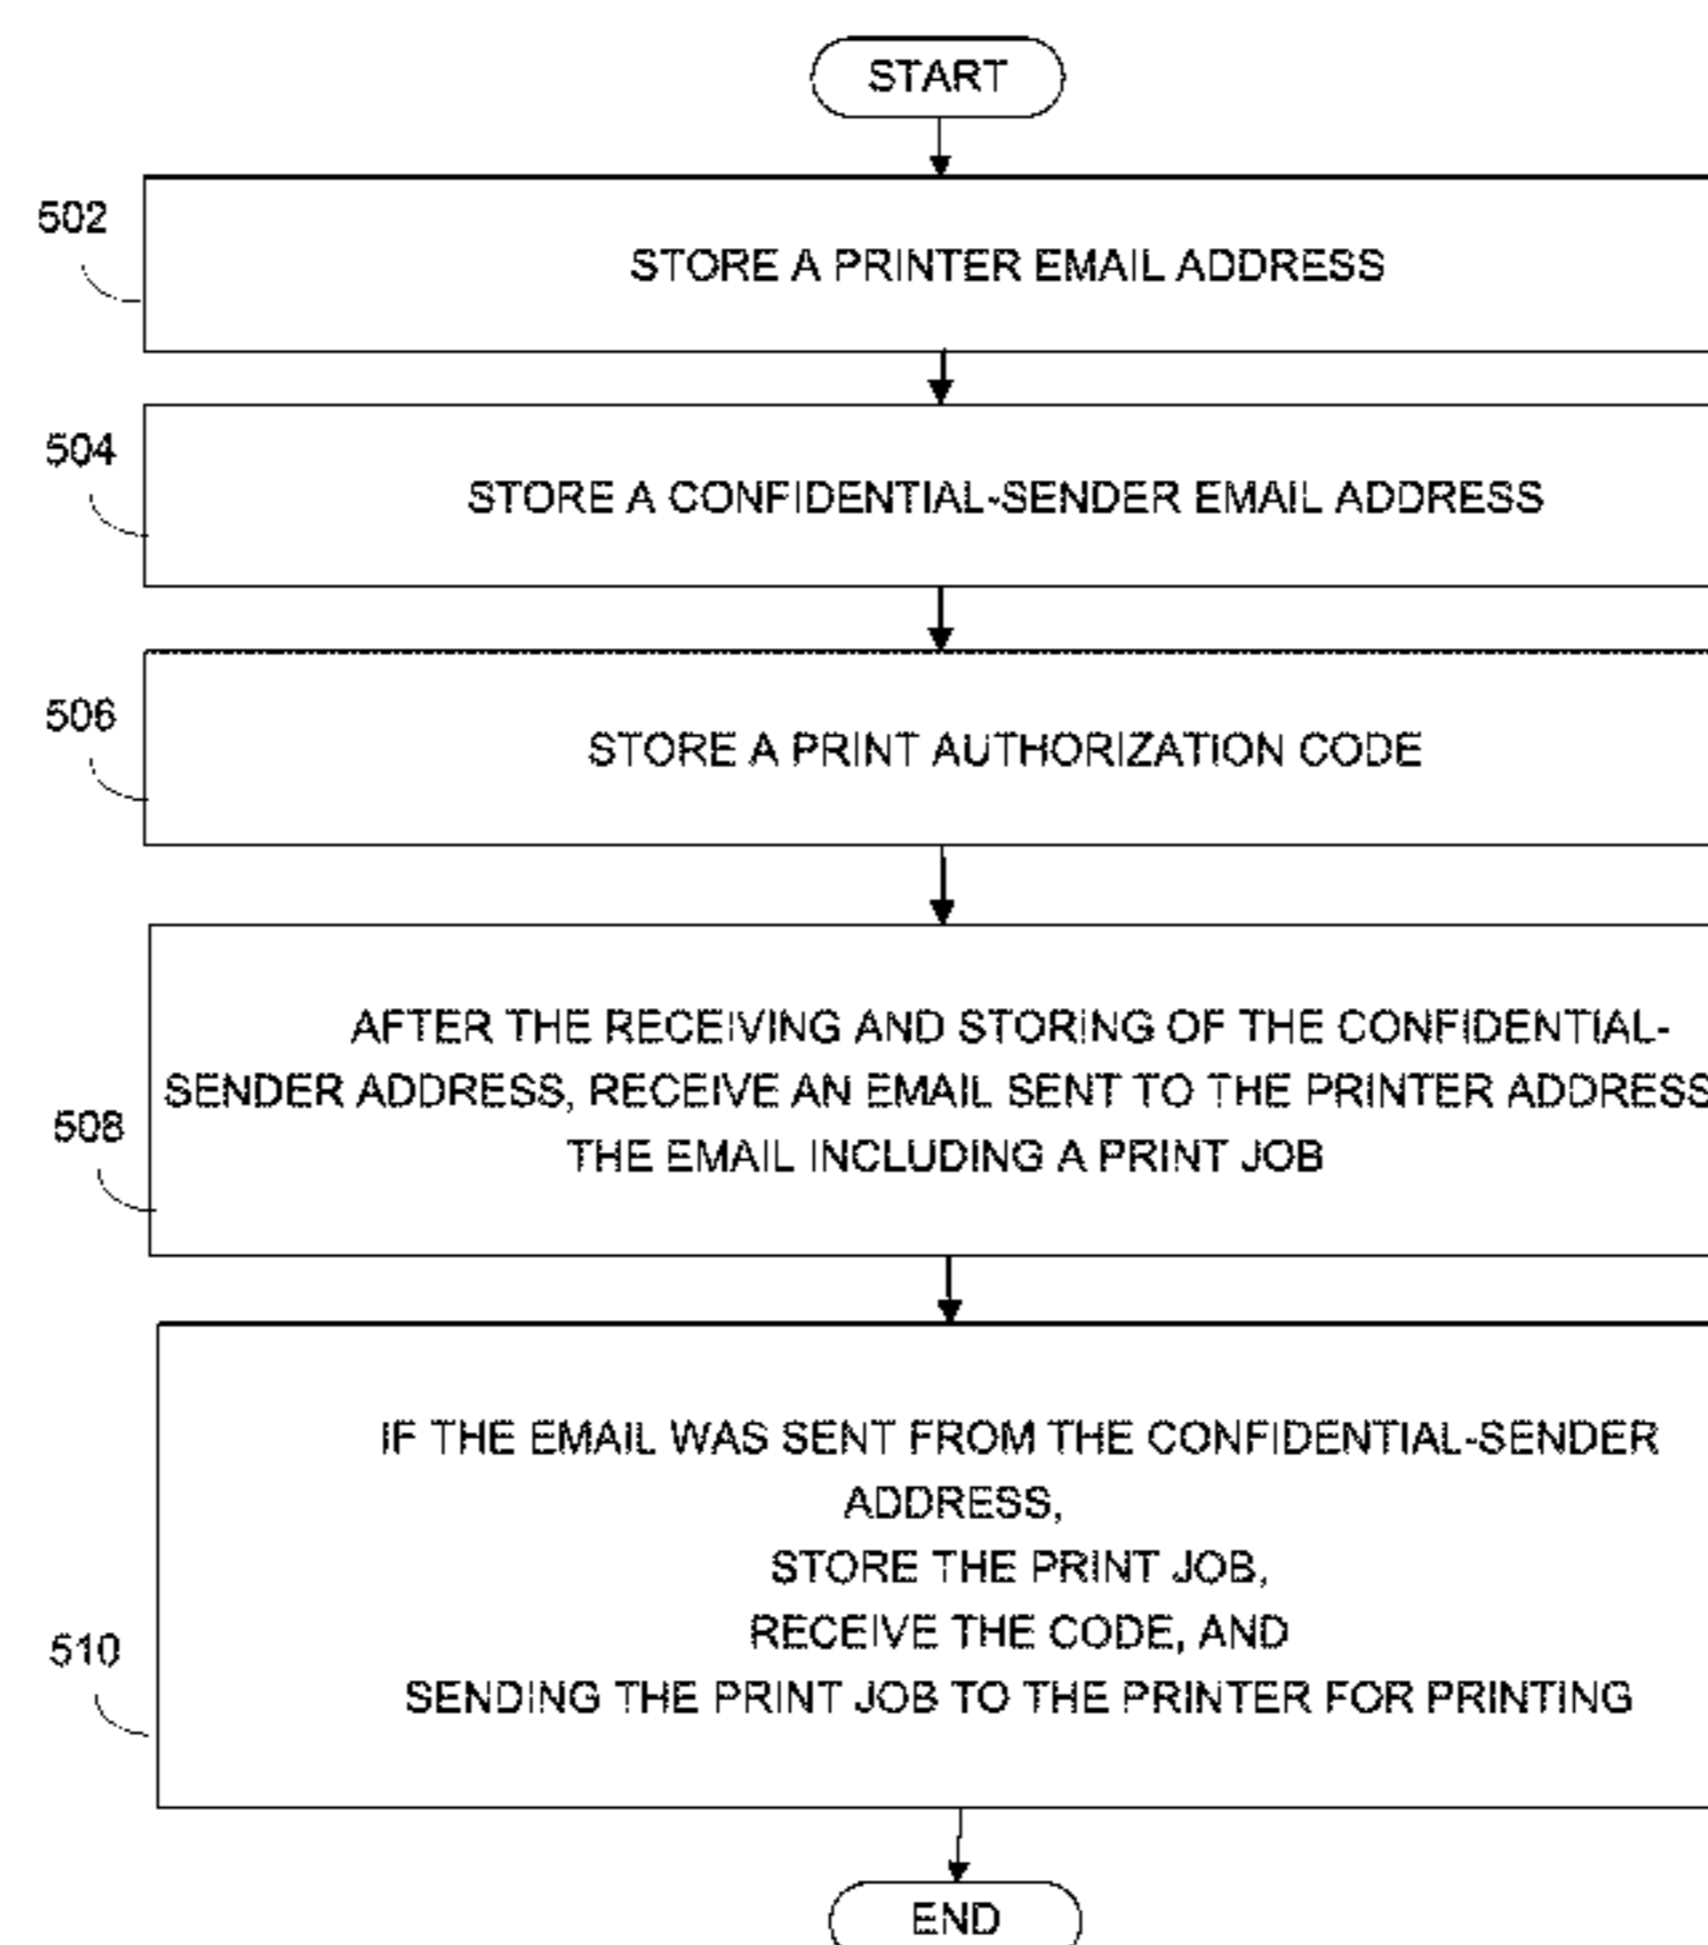 START
502
STORE A PRINTER EMAIL ADDRESS
504
STORE A CONFIDENTIAL-SENDER EMAIL ADDRESS
506
STORE A PRINT AUTHORIZATION CODE
AFTER THE RECEIVING AND STORING OF THE CONFIDENTIAL-
SENDER ADDRESS, RECEIVE AN EMAIL SENT TO THE PRINTER ADDRESS
508
THE EMAIL INCLUDING A PRINT JOB
IF THE EMAIL WAS SENT FROM THE CONFIDENTIAL-SENDER
ADDRESS,
STORE THE PRINT JOB,
RECEIVE THE CODE, AND
510
SENDING THE PRINT JOB TO THE PRINTER FOR PRINTING
END